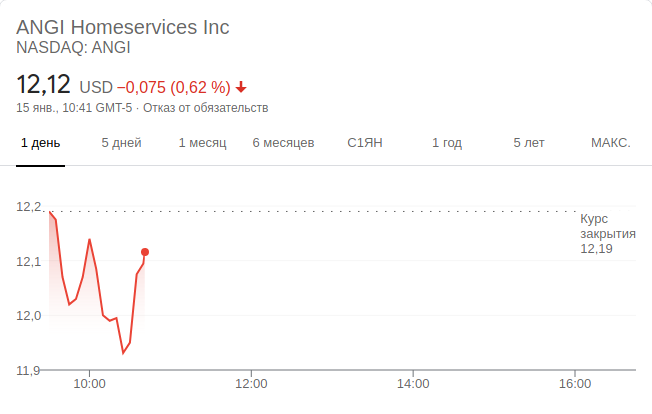 ANGI Homeservices Inc
NASDAQ: ANGI
12,12 USD −0,075 (0,62 %)
15 янв., 10:41 GMT-5 · Отказ от обязательств
1 день 5 дней 1 месяц 6 месяцев С1ЯН 1 год 5 лет МАКС.
12,2
Курс
закрытия
12,19
12,1
12,0
11,9
10:00 12:00 14:00 16:00